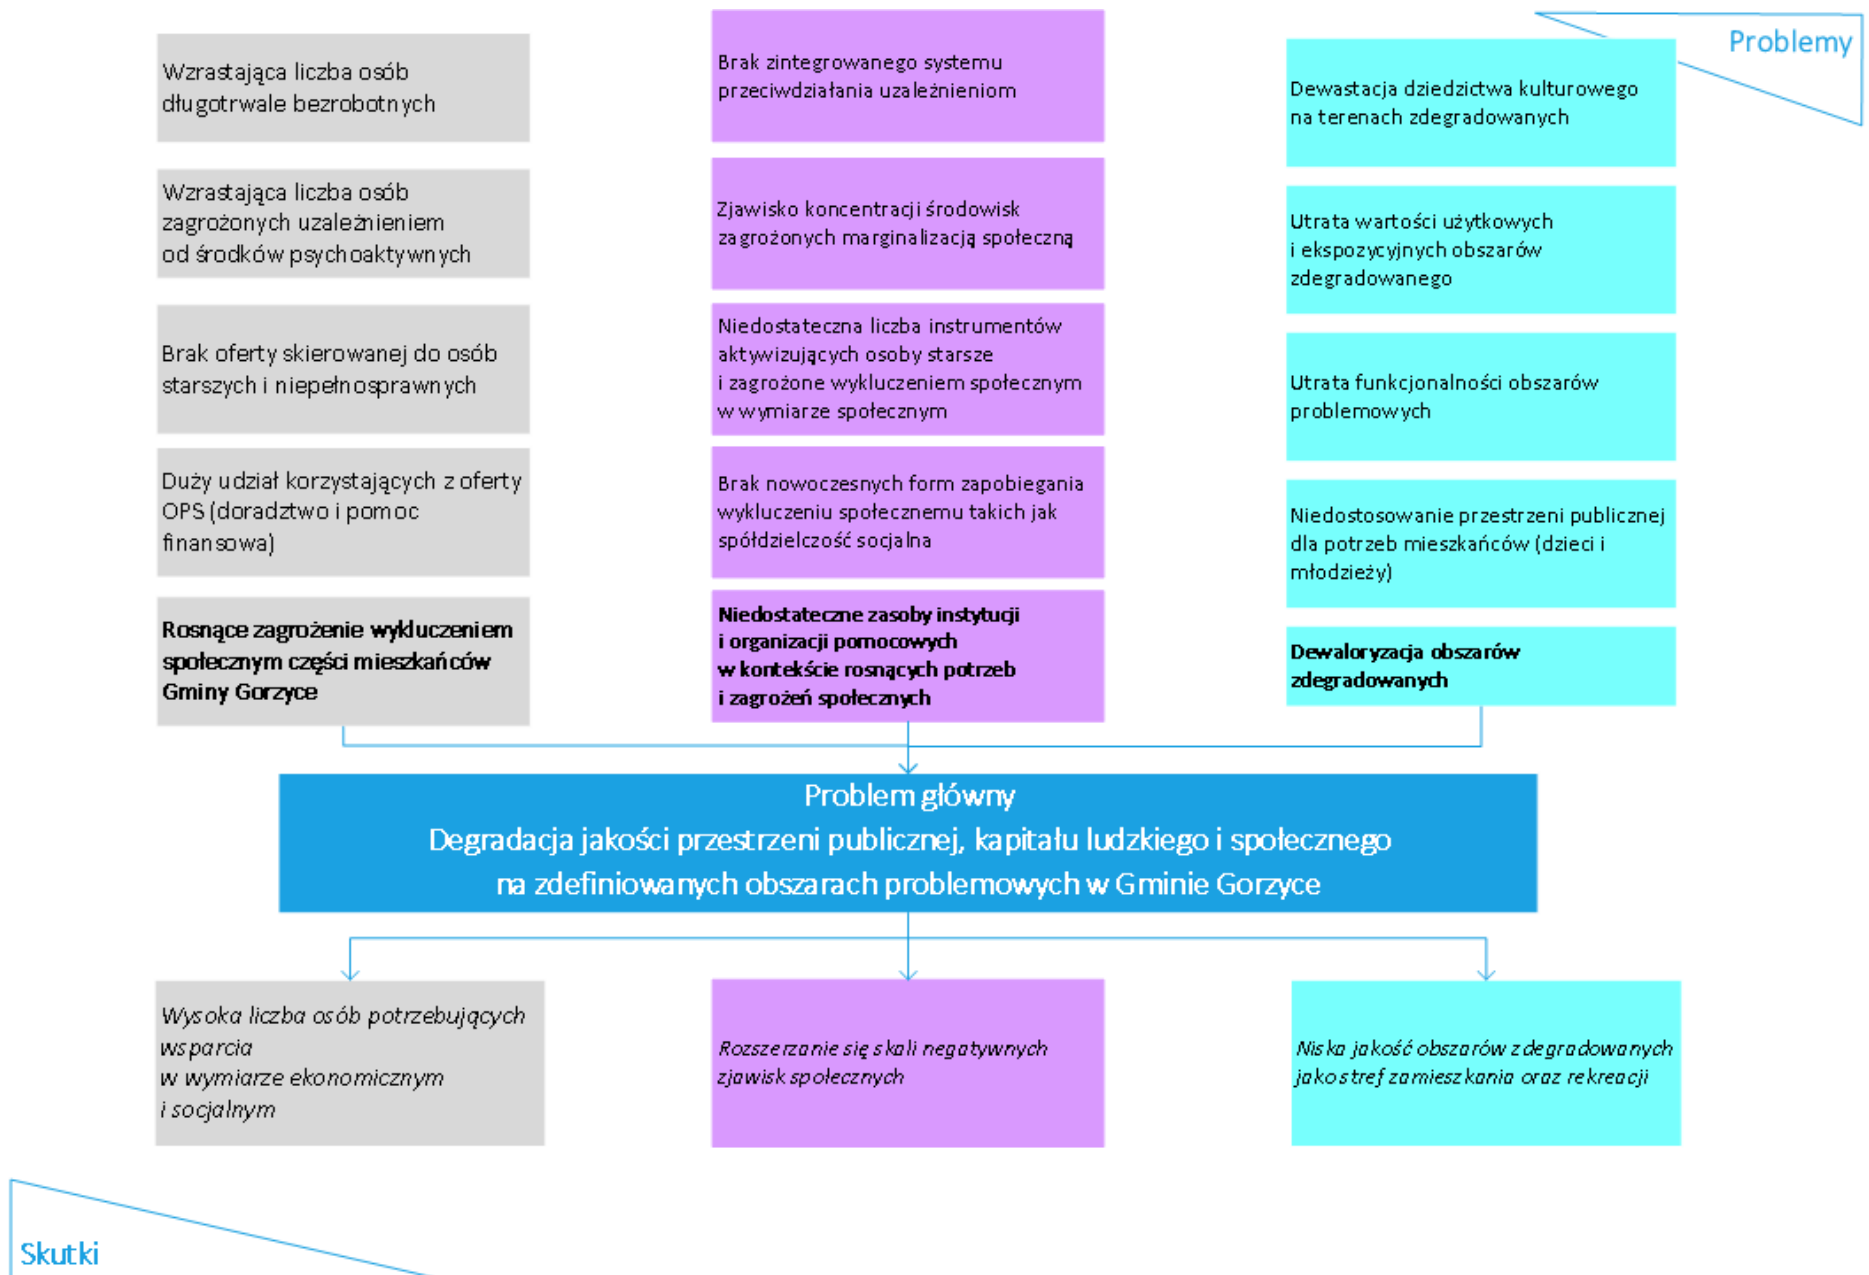 Problemy
Wzrastająca liczba osób
długotrwale bezrobotnych
Wzrastająca liczba osób
zagrożonych uzależnieniem
od środków psychoaktywnych
Brak oferty skierowanej do osób
starszych i niepełnosprawnych
Duży udział korzystających z oferty
OPS (doradztwo i pomoc
finansowa)
Rosnące zagrożenie wykluczeniem
społecznym części mieszkańców
Gminy Gorzyce
Brak zintegrowanego systemu
przeciwdziałania uzależnieniom
Zjawisko koncentracji środowisk
zagrożonych marginalizacją społeczną
Niedostateczna liczba instrumentów
aktywizujących osoby starsze
i zagrożone wykluczeniem społecznym
w wymiarze społecznym
Brak nowoczesnych form zapobiegania
wykluczeniu społecznemu takich jak
spółdzielczość socjalna
Niedostateczne zasoby instytucji
i organizacji pomocowych
w kontekście rosnących potrzeb
i zagrożeń społecznych
Dewastacja dziedzictwa kulturowego
na terenach zdegradowanych
Utrata wartości użytkowych
i ekspozycyjnych obszarów
zdegradowanego
Utrata funkcjonalności obszarów
problemowych
Niedostosowanie przestrzeni publicznej
dla potrzeb mieszkańców (dzieci i
młodzieży)
Dewaloryzacja obszarów
zdegradowanych
Problem główny
Degradacja jakości przestrzeni publicznej, kapitału ludzkiego i społecznego
na zdefiniowanych obszarach problemowych w Gminie Gorzyce
Wysoka liczba osób potrzebujących
wsparcia
w wymiarze ekonomicznym
i socjalnym
Rozszerzanie się skali negatywnych
zjawisk społecznych
Niska jakość obszarów zdegradowanych
jako stref zamieszkania oraz rekreacji
Skutki